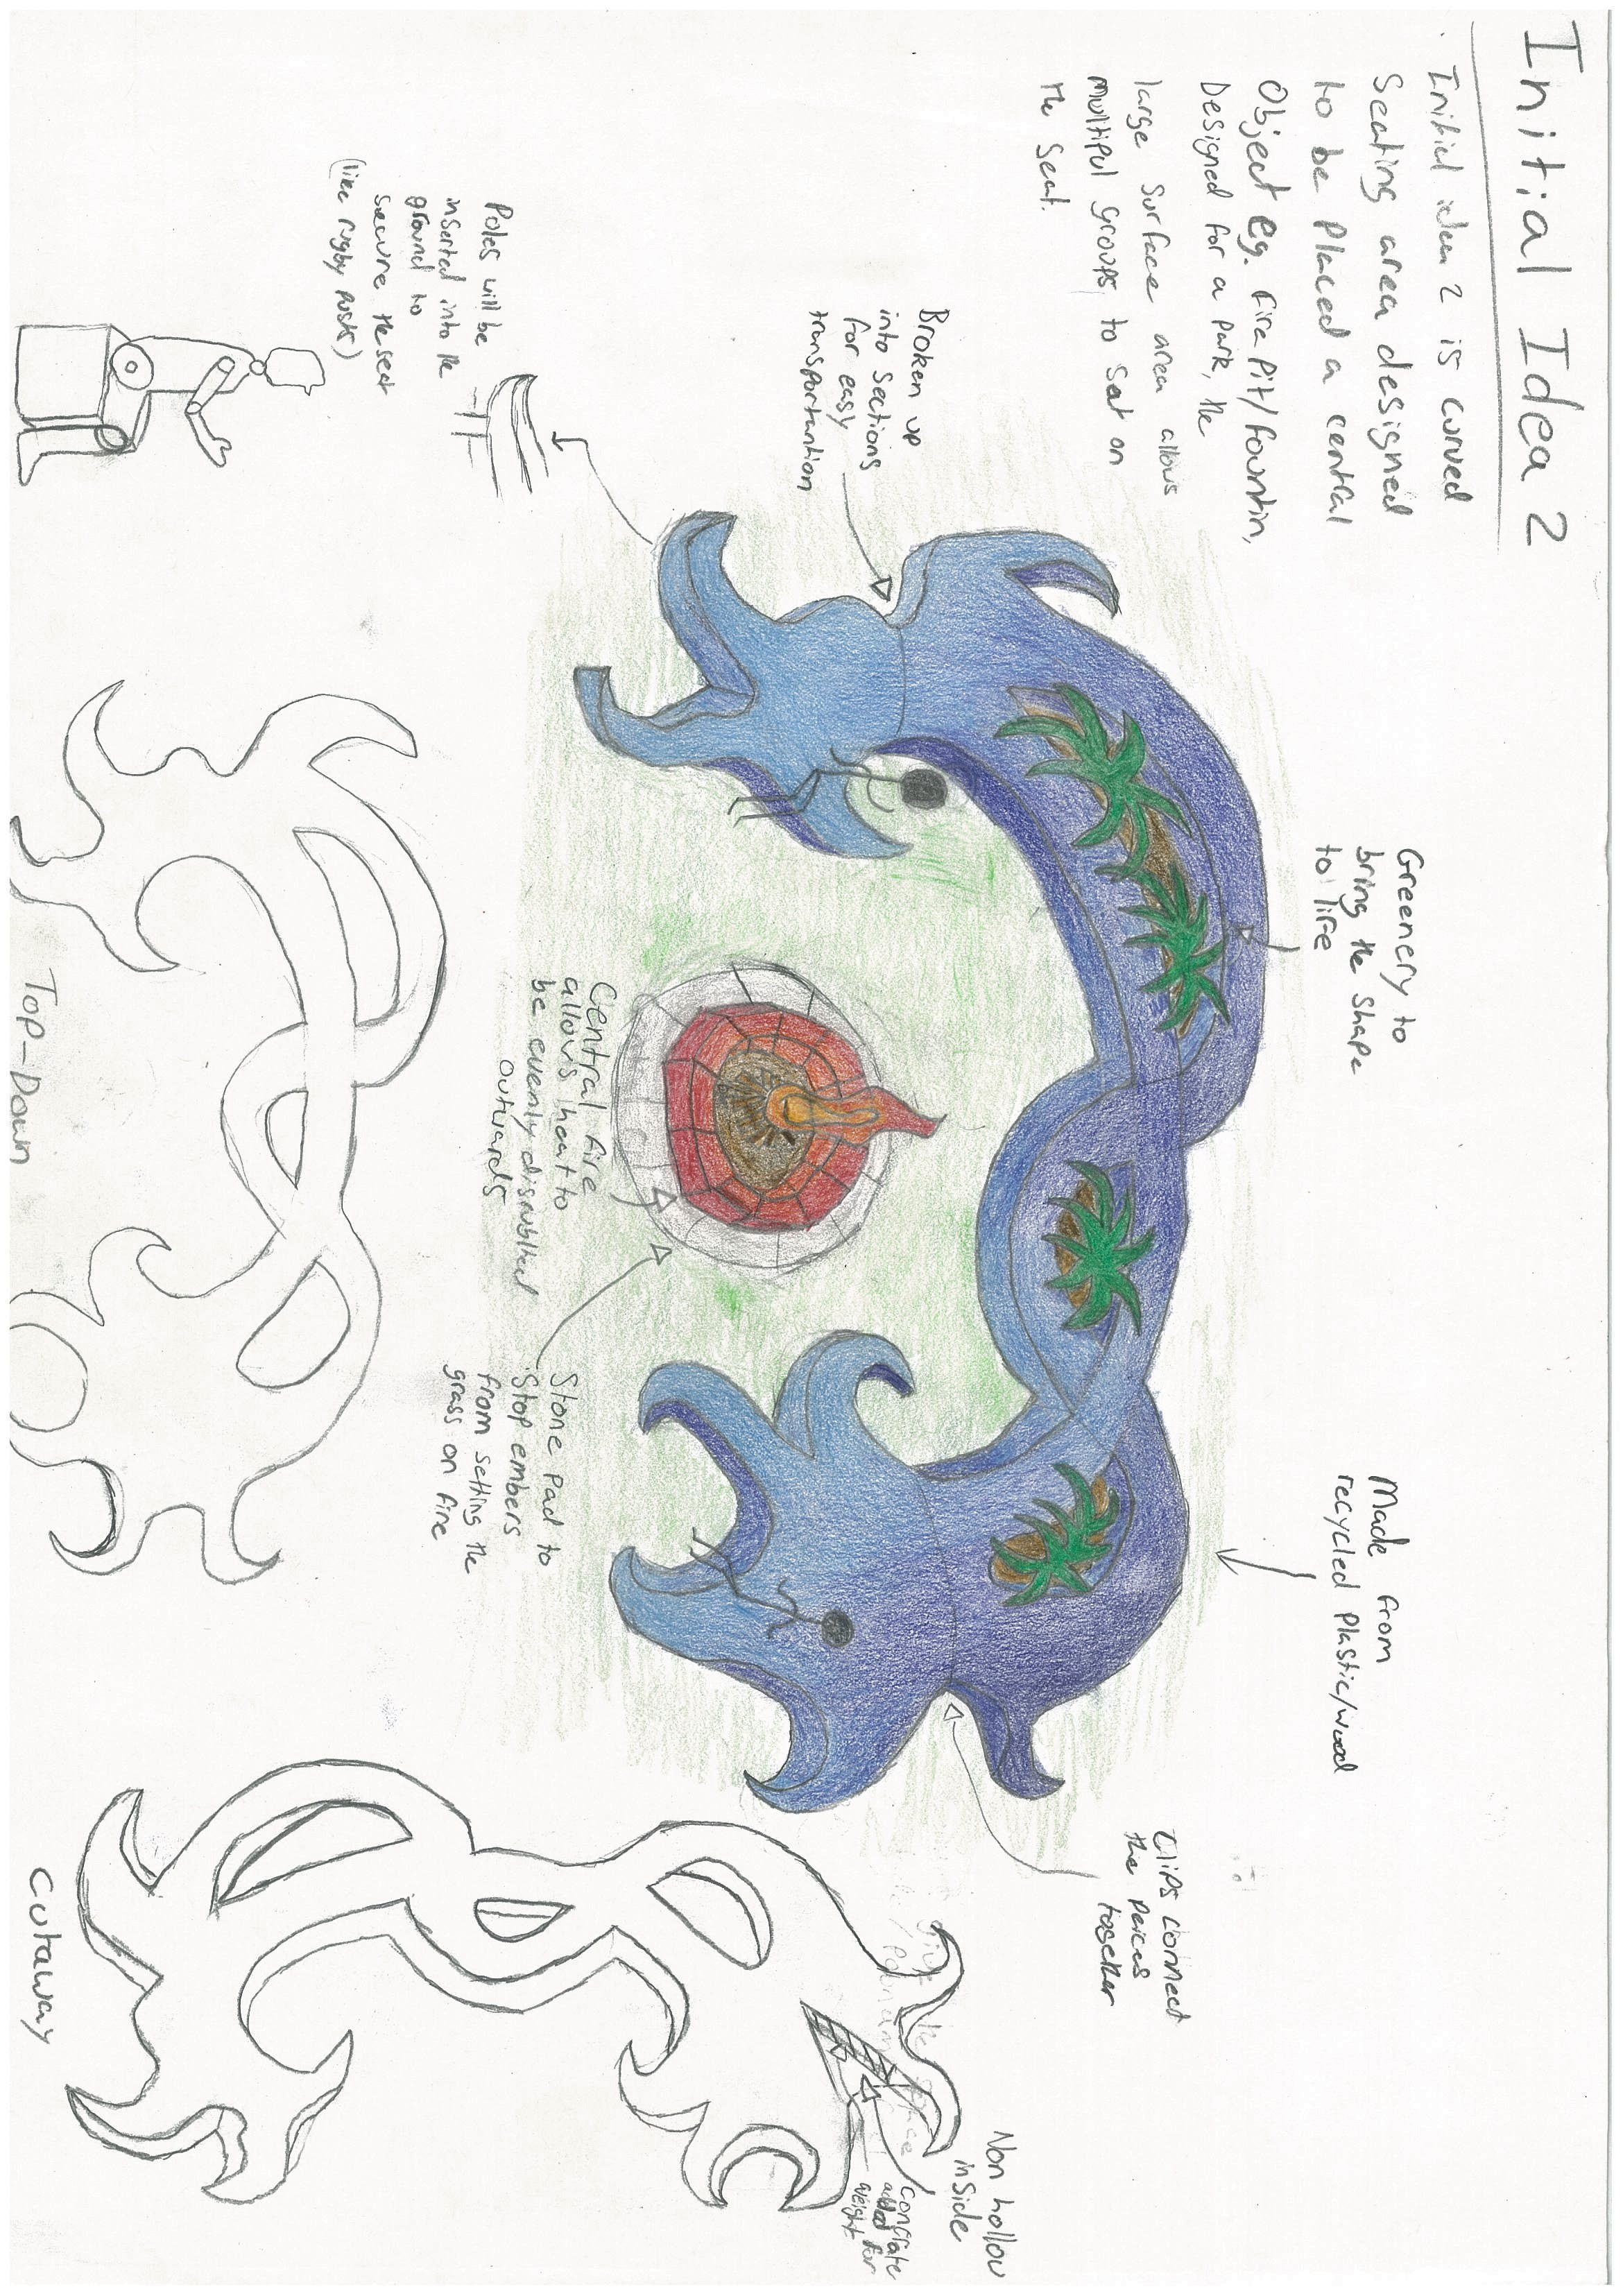 Initial Idea 2
Initial idea 2 is curved
Seating area designed
to be Placed a central
Object eg. fire Pit/fountin,
Designed for a Park, the
large surface area allows
multipul groups to seat on
the seat.
Greenery to
bring the shape
to life
Made from
recycled Plastic/wood
Clips connect
the peices
together
Non hollow
inside
concrate
added for
weight
Broken up
into sections
for easy
transportantion
Central fire
allows heat to
be evenly disrubited
outwards
Stone pad to
Stop embers
from setting the
grass on fire
Poles will be
inserted into the
ground to
secure the seat
(like rugby posts)
Top-Down
Cutaway